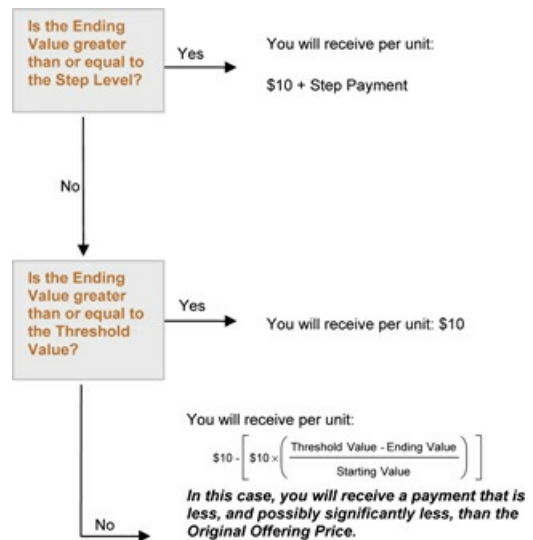 Is the Ending
Value greater
than or equal to
the Step Level?
Yes
You will receive per unit:
$10 + Step Payment
No
Is the Ending
Value greater
than or equal to
the Threshold
Value?
Yes
You will receive per unit: $10
You will receive per unit:
$10 - [ $10 × ( Threshold Value - Ending Value
Starting Value ) ]
In this case, you will receive a payment that is
less, and possibly significantly less, than the
Original Offering Price.
No